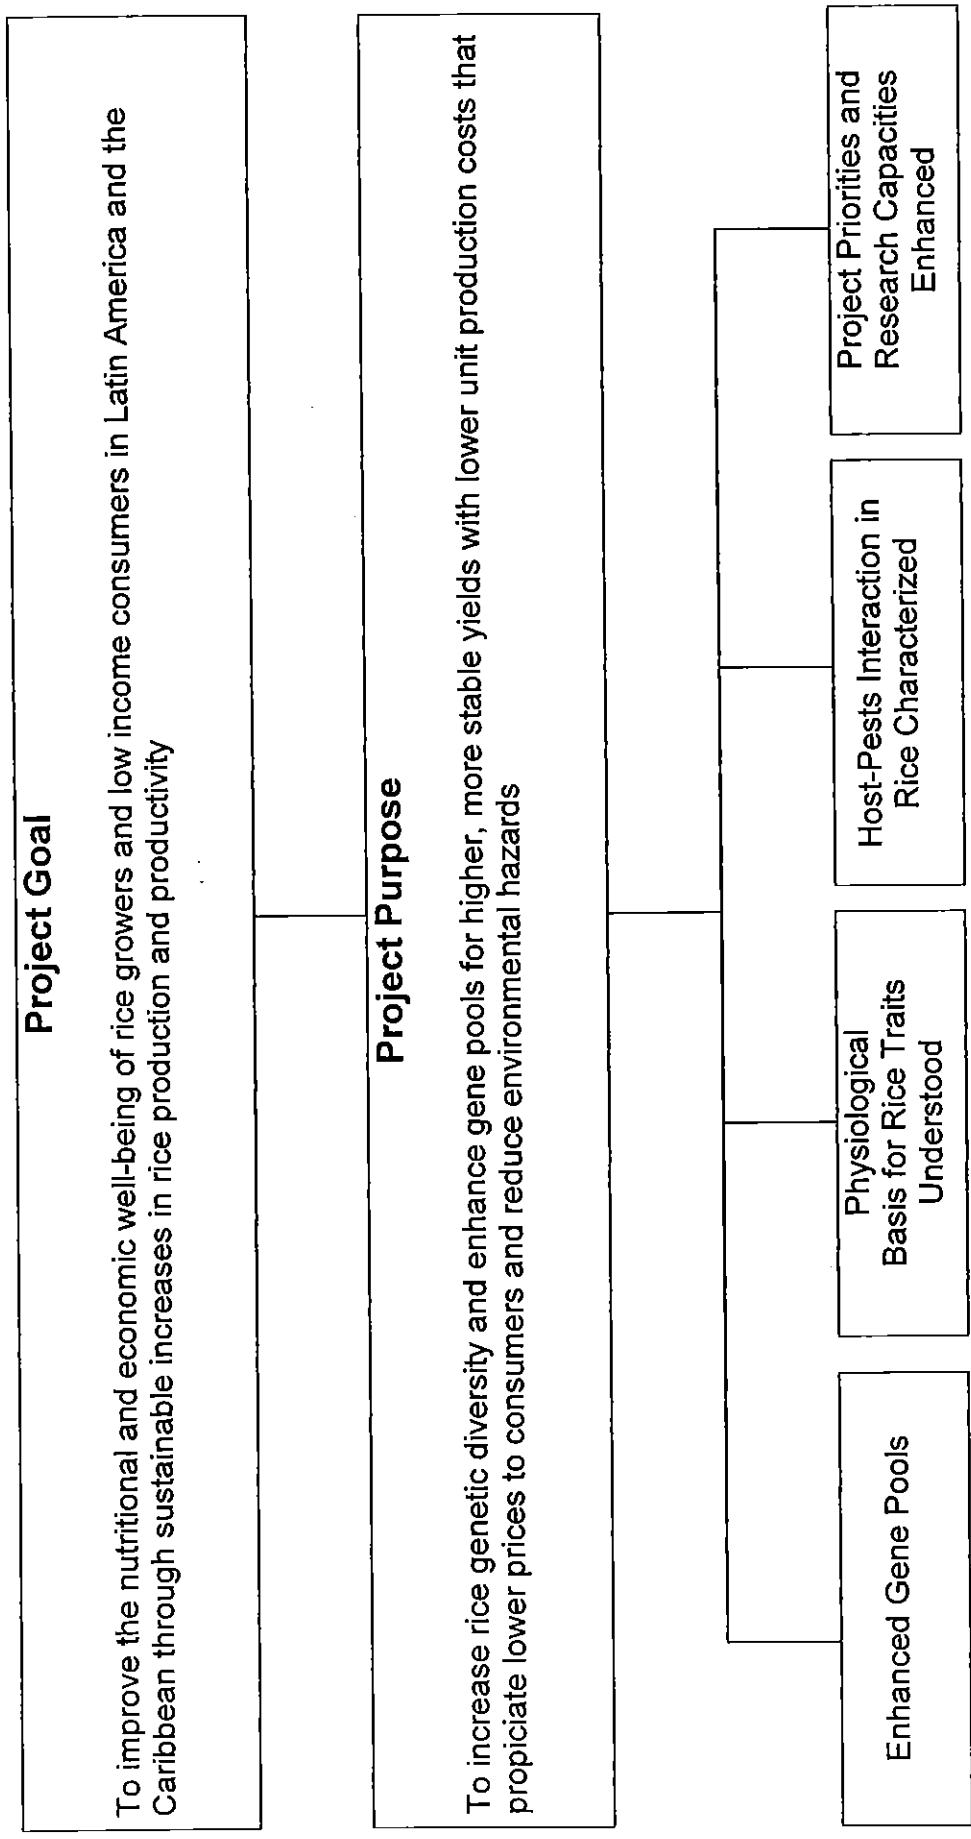 Project Goal
To improve the nutritional and economic well-being of rice growers and low income consumers in Latin America and the
Caribbean through sustainable increases in rice production and productivity
Project Purpose
To increase rice genetic diversity and enhance gene pools for higher, more stable yields with lower unit production costs that
propiciate lower prices to consumers and reduce environmental hazards
Enhanced Gene Pools
Physiological
Basis for Rice Traits
Understood
Host-Pests Interaction in
Rice Characterized
Project Priorities and
Research Capacities
Enhanced